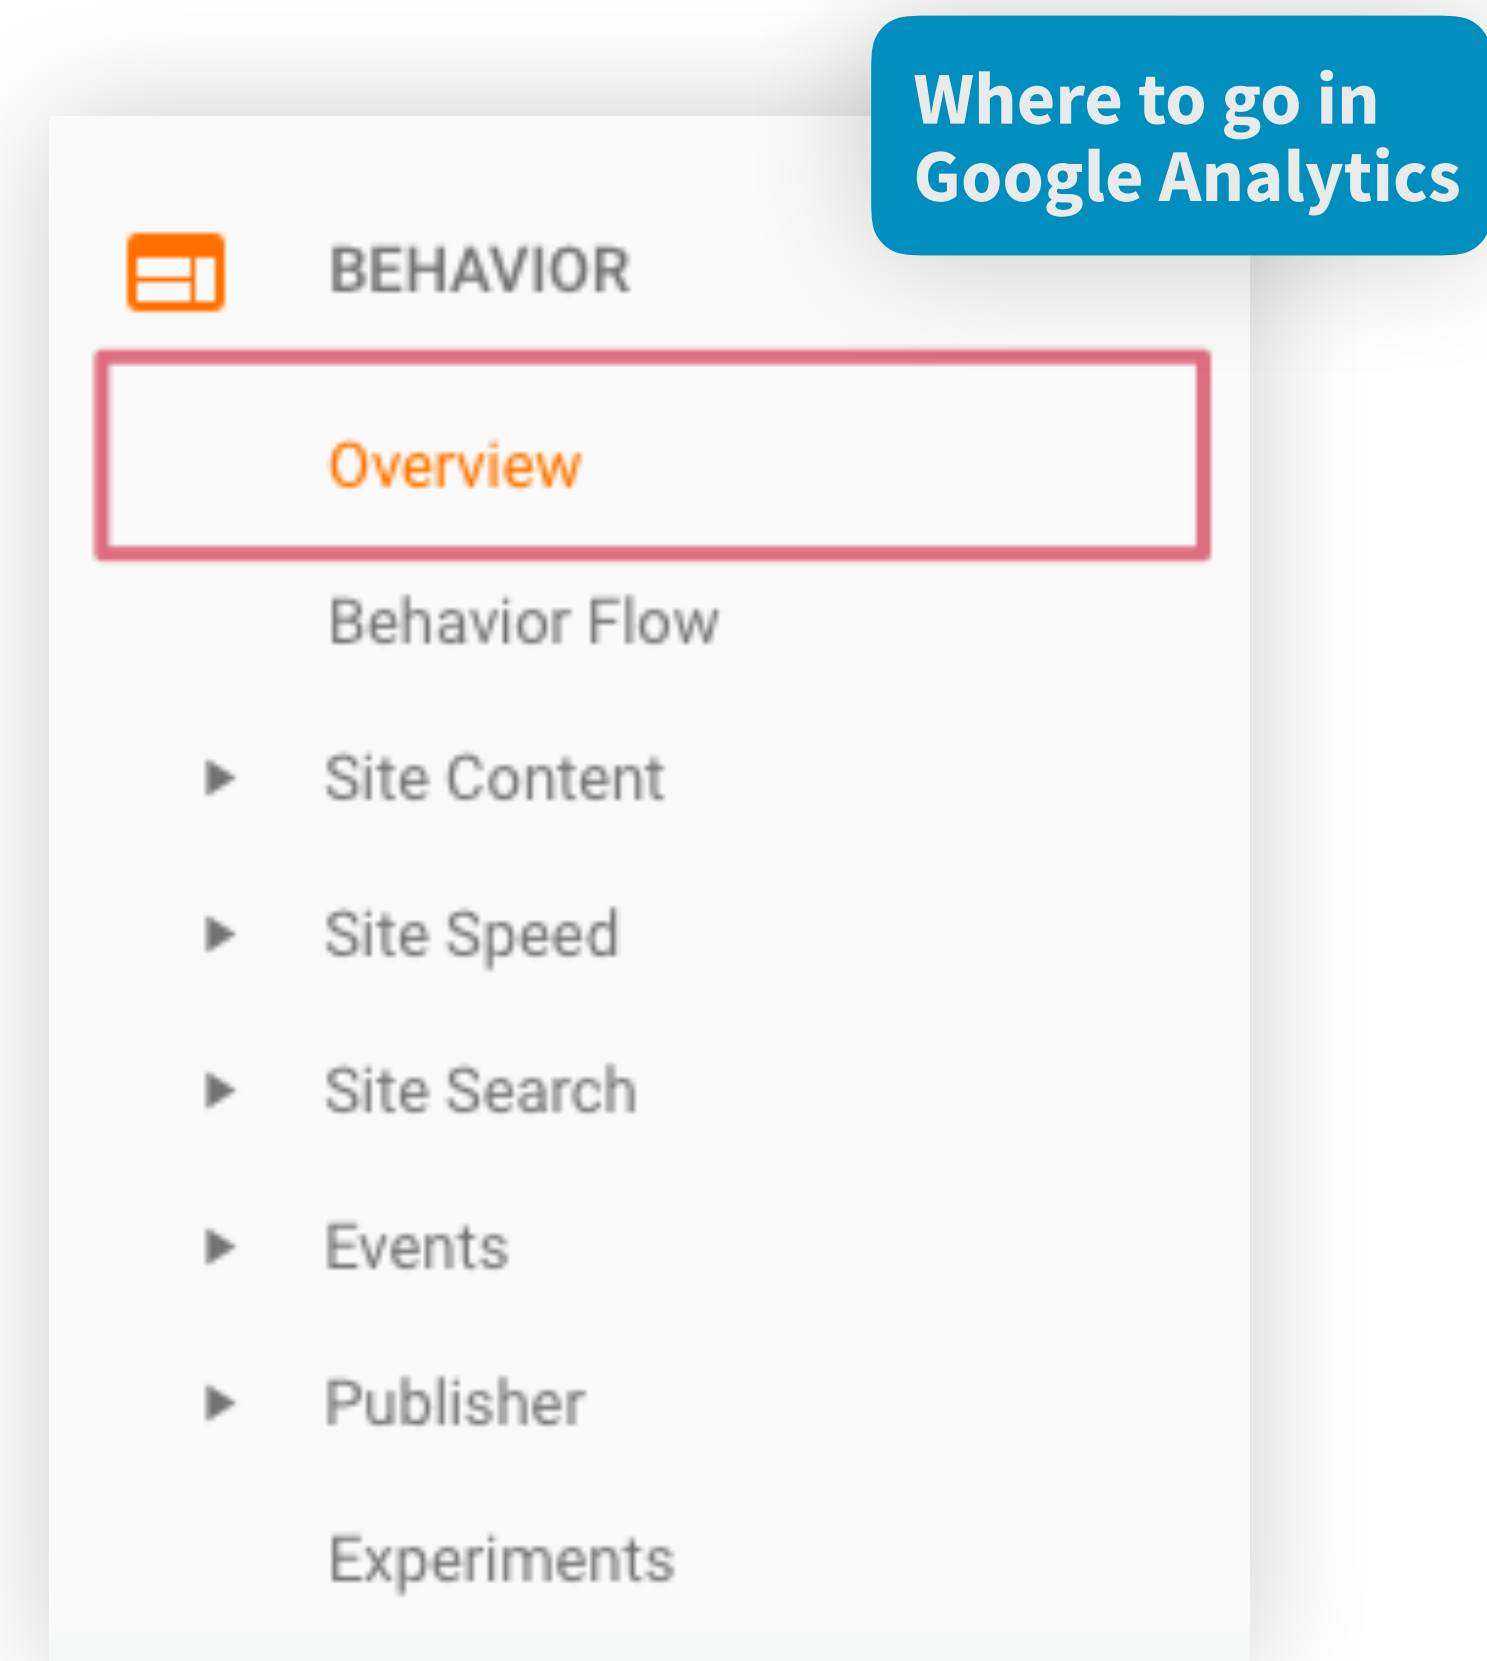 Where to go in
Google Analytics
BEHAVIOR
Overview
Behavior Flow
Site Content
Site Speed
Site Search
Events
Publisher
Experiments